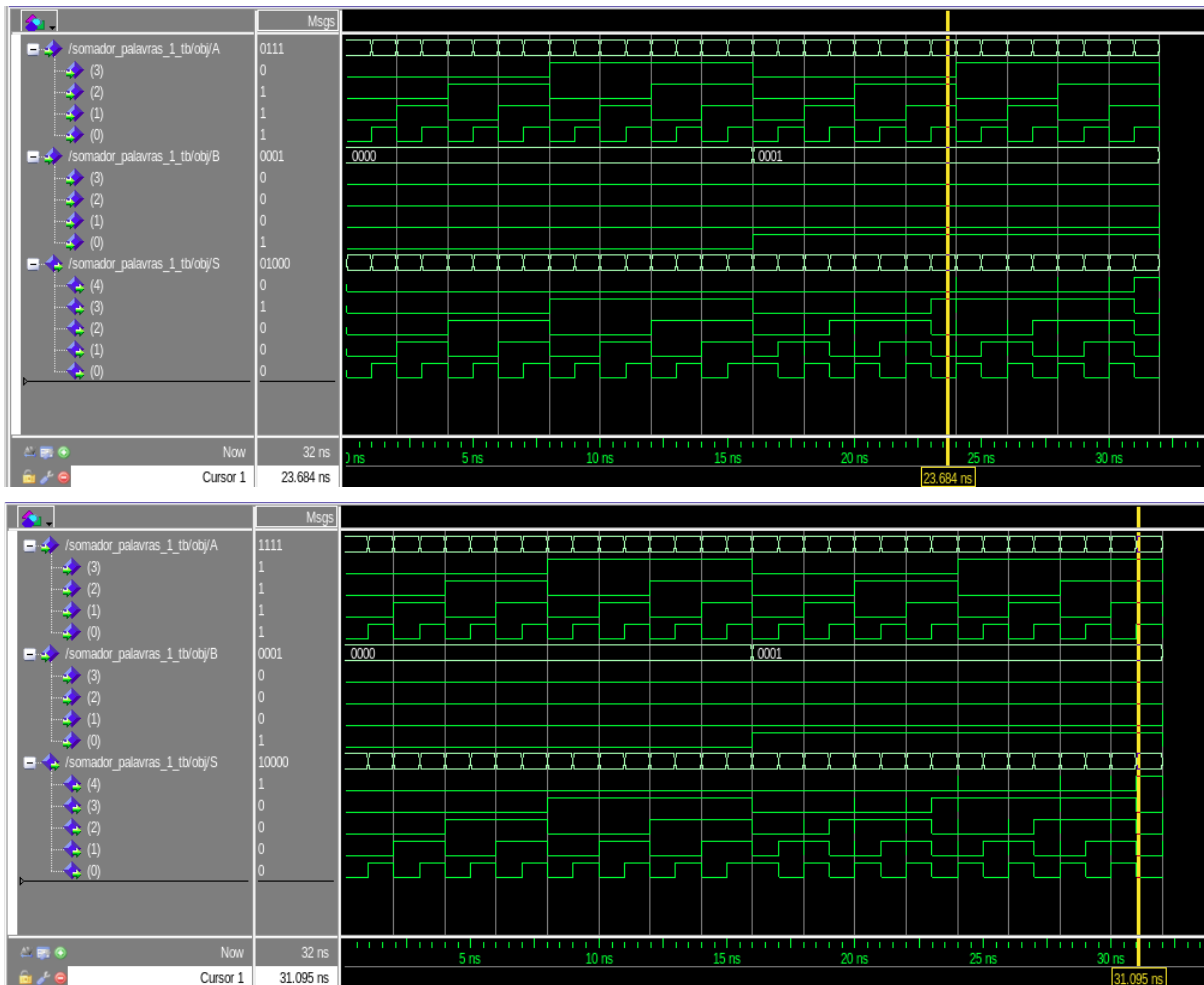 Msgs
/somador_palavras_1_tb/obj/A 0111
(3) 0
(2) 1
(1) 1
(0) 1
/somador_palavras_1_tb/obj/B 0001 0000 0001
(3) 0
(2) 0
(1) 0
(0) 1
/somador_palavras_1_tb/obj/S 01000
(4) 0
(3) 1
(2) 0
(1) 0
(0) 0
Now 32 ns 0 ns 5 ns 10 ns 15 ns 20 ns 25 ns 30 ns
Cursor 1 23.684 ns 23.684 ns
Msgs
/somador_palavras_1_tb/obj/A 1111
(3) 1
(2) 1
(1) 1
(0) 1
/somador_palavras_1_tb/obj/B 0001 0000 0001
(3) 0
(2) 0
(1) 0
(0) 1
/somador_palavras_1_tb/obj/S 10000
(4) 1
(3) 0
(2) 0
(1) 0
(0) 0
Now 32 ns 5 ns 10 ns 15 ns 20 ns 25 ns 30 ns
Cursor 1 31.095 ns 31.095 ns